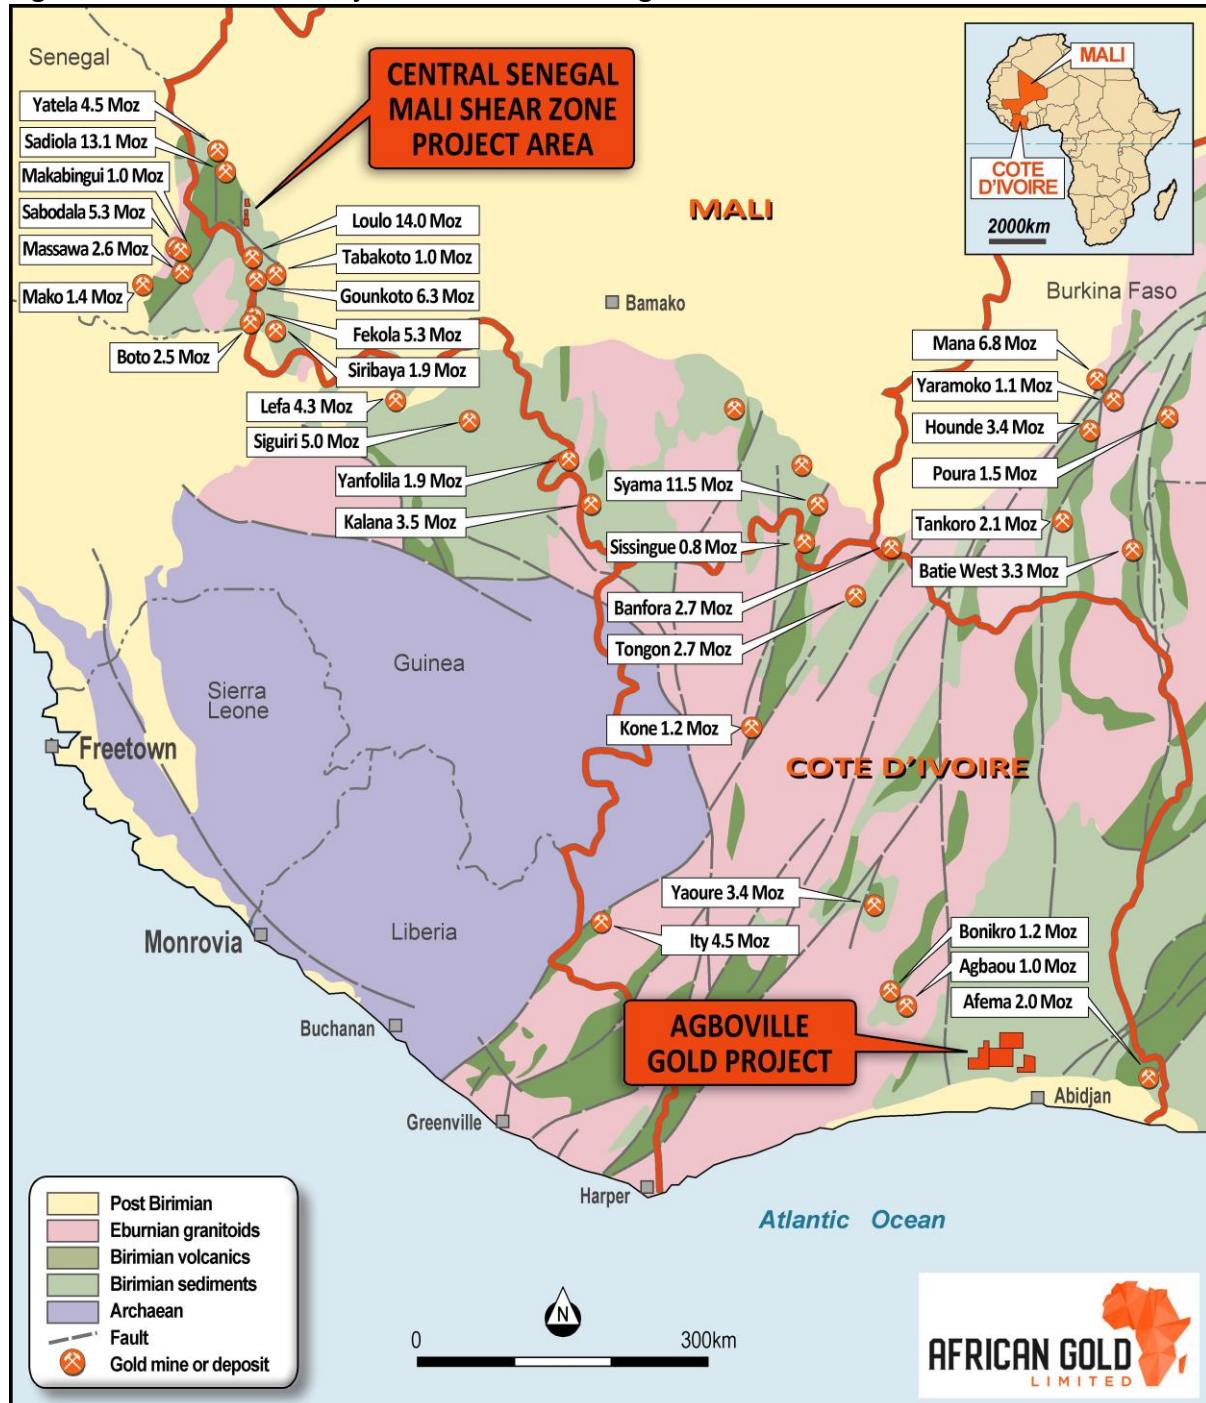 Senegal
Yatela 4.5 Moz
Sadiola 13.1 Moz
Makabingui 1.0 Moz
Sabodala 5.3 Moz
Massawa 2.6 Moz
Mako 1.4 Moz
Boto 2.5 Moz
CENTRAL SENEGAL
MALI SHEAR ZONE
PROJECT AREA
Loulo 14.0 Moz
Tabakoto 1.0 Moz
Gounkoto 6.3 Moz
Fekola 5.3 Moz
Siribaya 1.9 Moz
MALI
Bamako
MALI
COTE
D'IVOIRE
2000km
Burkina Faso
Mana 6.8 Moz
Yaramoko 1.1 Moz
Hounde 3.4 Moz
Poura 1.5 Moz
Tankoro 2.1 Moz
Batie West 3.3 Moz
Lefa 4.3 Moz
Siguiri 5.0 Moz
Yanfolila 1.9 Moz
Kalana 3.5 Moz
Syama 11.5 Moz
Sissingue 0.8 Moz
Banfora 2.7 Moz
Tongon 2.7 Moz
Guinea
Sierra
Leone
Freetown
Kone 1.2 Moz
COTE D'IVOIRE
Yaoure 3.4 Moz
Ity 4.5 Moz
Bonikro 1.2 Moz
Agbaou 1.0 Moz
Afema 2.0 Moz
Liberia
Monrovia
Buchanan
AGBOVILLE
GOLD PROJECT
Abidjan
Greenville
Harper
Atlantic Ocean
Post Birimian
Eburnian granitoids
Birimian volcanics
Birimian sediments
Archaean
Fault
Gold mine or deposit
N
0 300km
AFRICAN GOLD
LIMITED